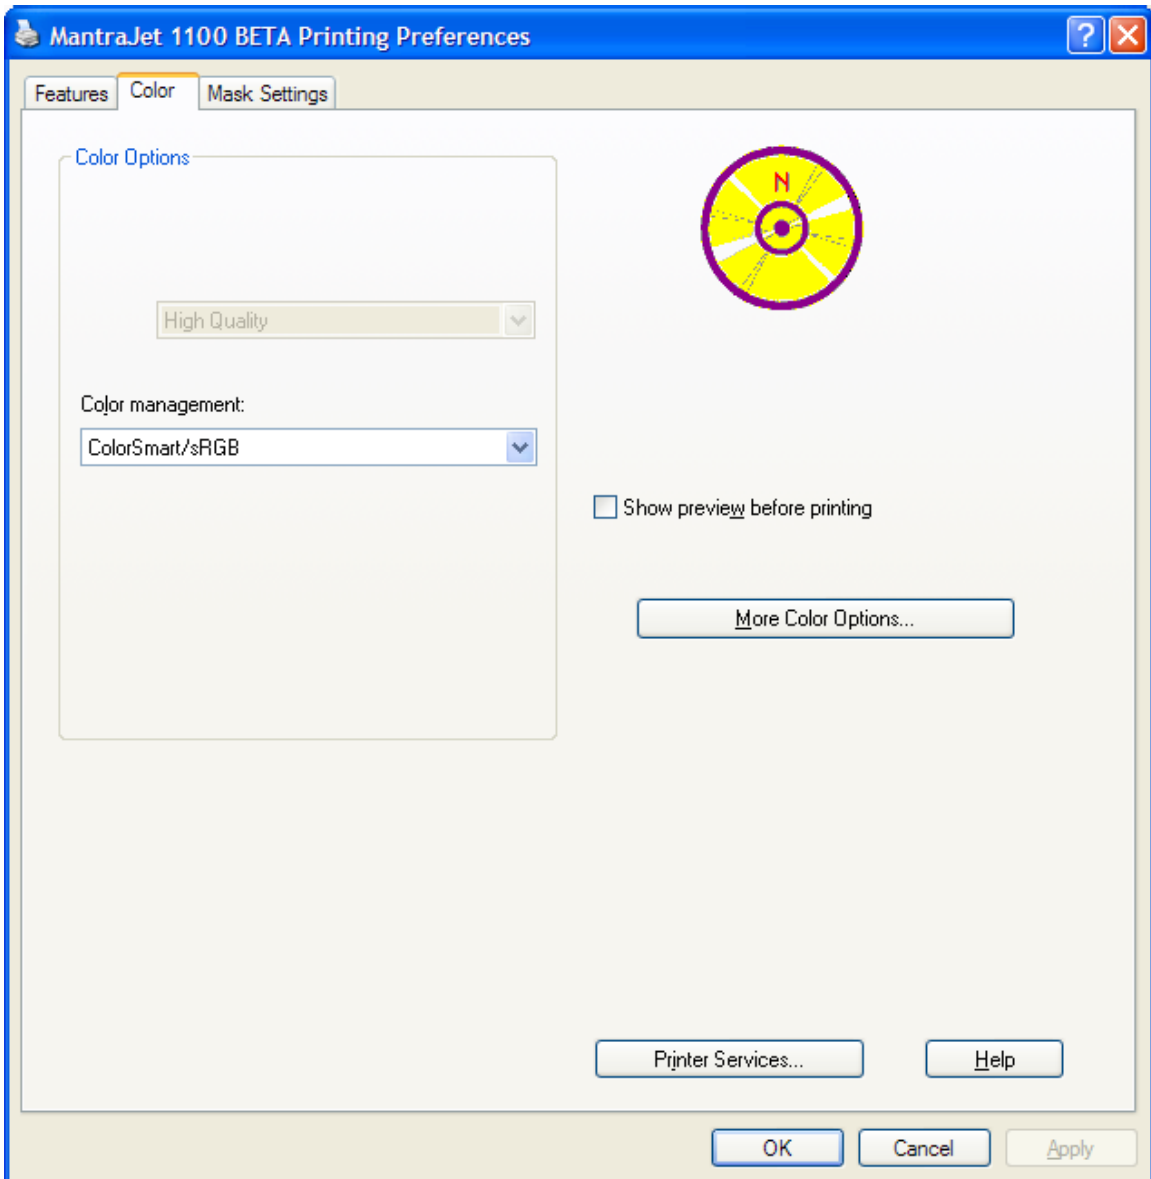 MantraJet 1100 BETA Printing Preferences
Features Color Mask Settings
Color Options
N
High Quality
Color management:
ColorSmart/sRGB
Show preview before printing
More Color Options...
Printer Services... Help
OK Cancel Apply